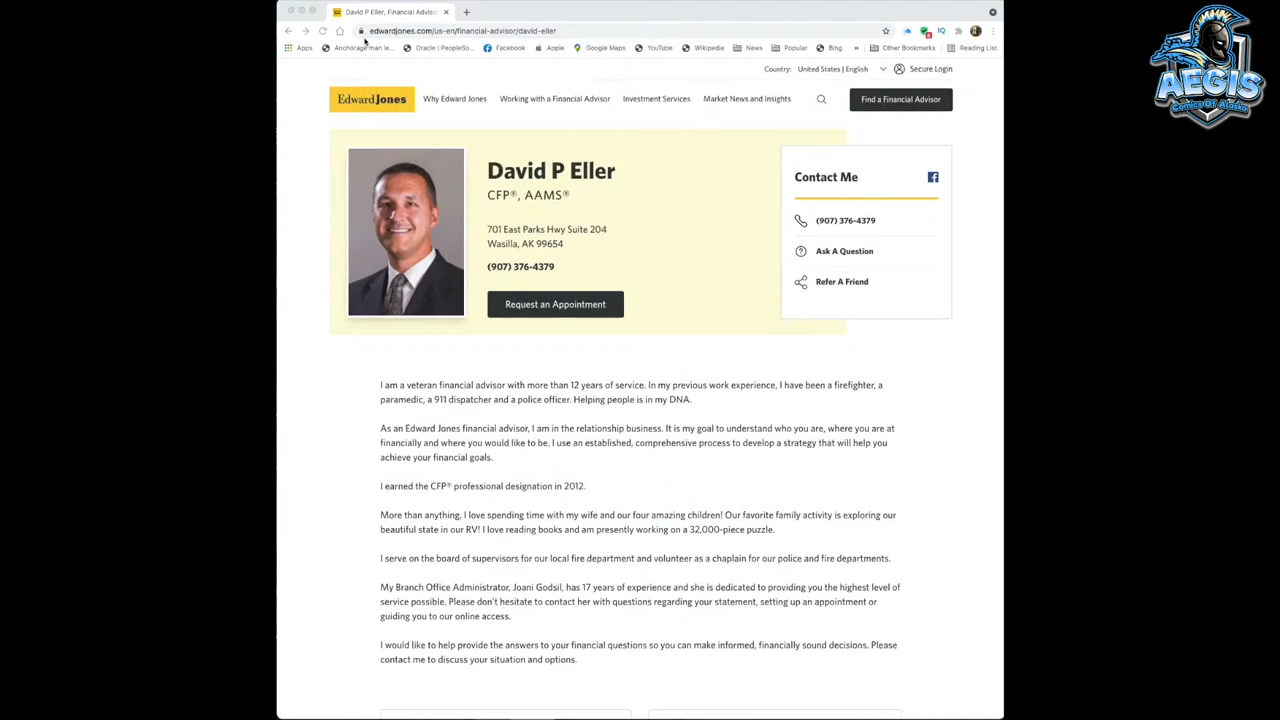 David P Eller, Financial Adviso
edwardjones.com/us-en/financial-advisor/david-eller
Apps
Anchorage man le...
Oracle | PeopleSo...
Facebook
Apple
Google Maps
YouTube
Wikipedia
News
Popular
Bing
»
Other Bookmarks
Reading List
AEGIS
Comics Of Alaska
Country: United States | English
Secure Login
Edward Jones
Why Edward Jones
Working with a Financial Advisor
Investment Services
Market News and Insights
Find a Financial Advisor
David P Eller
CFP®, AAMS®
701 East Parks Hwy Suite 204
Wasilla, AK 99654
(907) 376-4379
Request an Appointment
Contact Me
(907) 376-4379
Ask A Question
Refer A Friend
I am a veteran financial advisor with more than 12 years of service. In my previous work experience, I have been a firefighter, a
paramedic, a 911 dispatcher and a police officer. Helping people is in my DNA.
As an Edward Jones financial advisor, I am in the relationship business. It is my goal to understand who you are, where you are at
financially and where you would like to be. I use an established, comprehensive process to develop a strategy that will help you
achieve your financial goals.
I earned the CFP® professional designation in 2012.
More than anything, I love spending time with my wife and our four amazing children! Our favorite family activity is exploring our
beautiful state in our RV! I love reading books and am presently working on a 32,000-piece puzzle.
I serve on the board of supervisors for our local fire department and volunteer as a chaplain for our police and fire departments.
My Branch Office Administrator, Joani Godsil, has 17 years of experience and she is dedicated to providing you the highest level of
service possible. Please don't hesitate to contact her with questions regarding your statement, setting up an appointment or
guiding you to our online access.
I would like to help provide the answers to your financial questions so you can make informed, financially sound decisions. Please
contact me to discuss your situation and options.